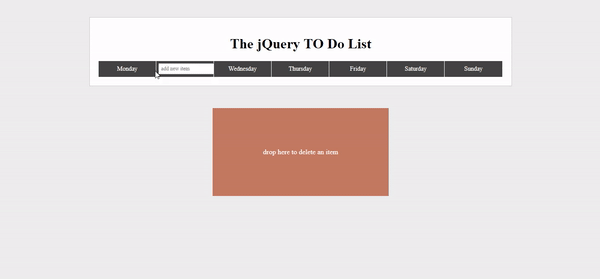 The jQuery TO Do List
Monday add new item Wednesday Thursday Friday Saturday Sunday
drop here to delete an item